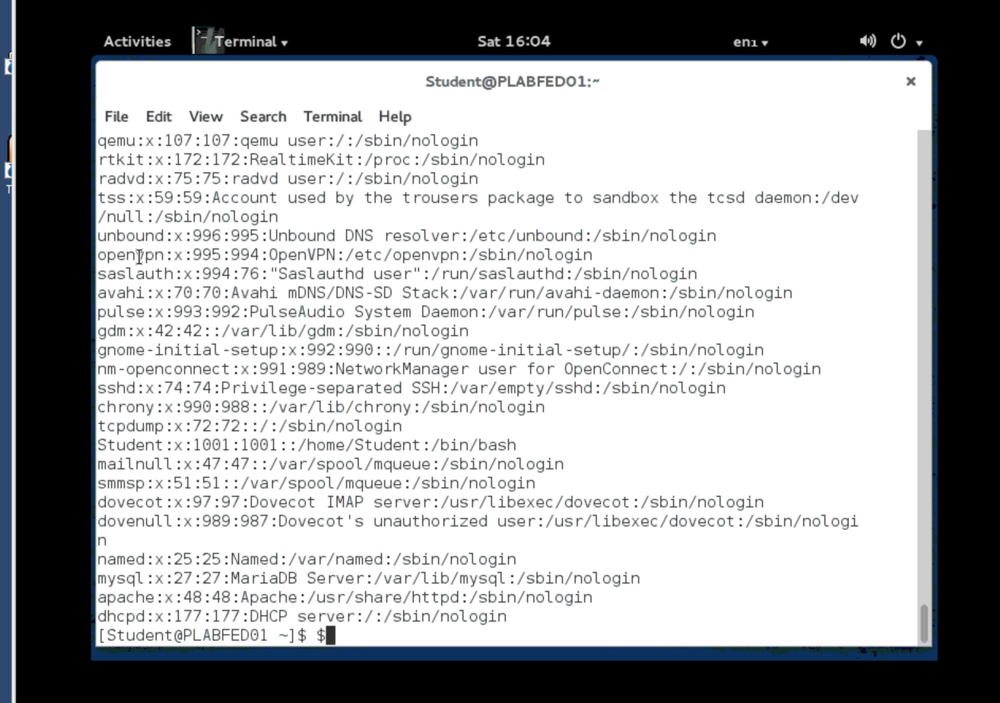 Activities Terminal Sat 16:04 en1
Student@PLABFED01:~
File Edit View Search Terminal Help
qemu:x:107:107:qemu user:/:/sbin/nologin
rtkit:x:172:172:RealtimeKit:/proc:/sbin/nologin
radvd:x:75:75:radvd user:/:/sbin/nologin
tss:x:59:59:Account used by the trousers package to sandbox the tcsd daemon:/dev
/null:/sbin/nologin
unbound:x:996:995:Unbound DNS resolver:/etc/unbound:/sbin/nologin
openvpn:x:995:994:OpenVPN:/etc/openvpn:/sbin/nologin
saslauth:x:994:76:"Saslauthd user":/run/saslauthd:/sbin/nologin
avahi:x:70:70:Avahi mDNS/DNS-SD Stack:/var/run/avahi-daemon:/sbin/nologin
pulse:x:993:992:PulseAudio System Daemon:/var/run/pulse:/sbin/nologin
gdm:x:42:42::/var/lib/gdm:/sbin/nologin
gnome-initial-setup:x:992:990::/run/gnome-initial-setup/:/sbin/nologin
nm-openconnect:x:991:989:NetworkManager user for OpenConnect:/:/sbin/nologin
sshd:x:74:74:Privilege-separated SSH:/var/empty/sshd:/sbin/nologin
chrony:x:990:988::/var/lib/chrony:/sbin/nologin
tcpdump:x:72:72::/:/sbin/nologin
Student:x:1001:1001::/home/Student:/bin/bash
mailnull:x:47:47::/var/spool/mqueue:/sbin/nologin
smmsp:x:51:51::/var/spool/mqueue:/sbin/nologin
dovecot:x:97:97:Dovecot IMAP server:/usr/libexec/dovecot:/sbin/nologin
dovenull:x:989:987:Dovecot's unauthorized user:/usr/libexec/dovecot:/sbin/nologi
n
named:x:25:25:Named:/var/named:/sbin/nologin
mysql:x:27:27:MariaDB Server:/var/lib/mysql:/sbin/nologin
apache:x:48:48:Apache:/usr/share/httpd:/sbin/nologin
dhcpd:x:177:177:DHCP server:/:/sbin/nologin
[Student@PLABFED01 ~]$ $